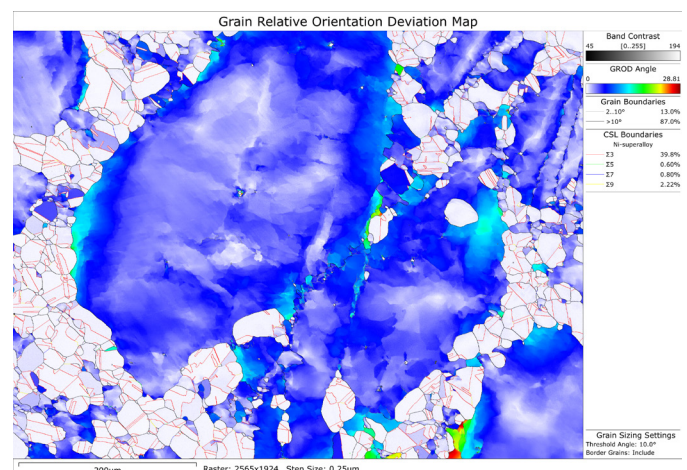 Grain Relative Orientation Deviation Map
Band Contrast
45 [0..255] 194
GROD Angle
0 28.81
Grain Boundaries
2..10° 13.0%
>10° 87.0%
CSL Boundaries
Ni-superalloy
Σ3 39.8%
Σ5 0.60%
Σ7 0.80%
Σ9 2.22%
Grain Sizing Settings
Threshold Angle: 10.0°
Border Grains: Include
200µm Raster: 2565x1924 Step Size: 0.25µm